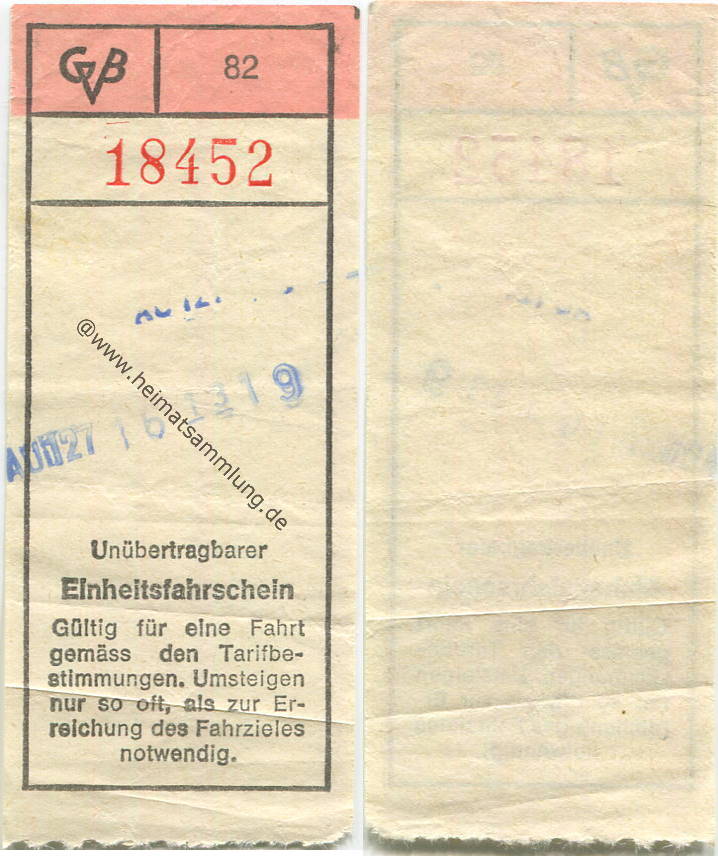 GVB 82
18452
@www.heimatsammlung.de
Unübertragbarer
Einheitsfahrschein
Gültig für eine Fahrt
gemäss den Tarifbe-
stimmungen. Umsteigen
nur so oft, als zur Er-
reichung des Fahrzieles
notwendig.